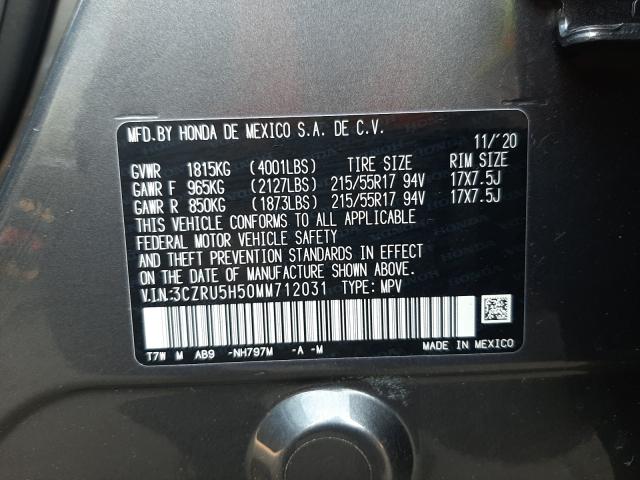 MFD.BY HONDA DE MEXICO S.A. DE C.V. 11/'20
GVWR 1815KG (4001LBS) TIRE SIZE RIM SIZE
GAWR F 965KG (2127LBS) 215/55R17 94V 17X7.5J
GAWR R 850KG (1873LBS) 215/55R17 94V 17X7.5J
THIS VEHICLE CONFORMS TO ALL APPLICABLE
FEDERAL MOTOR VEHICLE SAFETY
AND THEFT PREVENTION STANDARDS IN EFFECT
ON THE DATE OF MANUFACTURE SHOWN ABOVE.
V.I.N:3CZRU5H50MM712031 TYPE: MPV
T7W M AB9 -NH797M -A -M MADE IN MEXICO